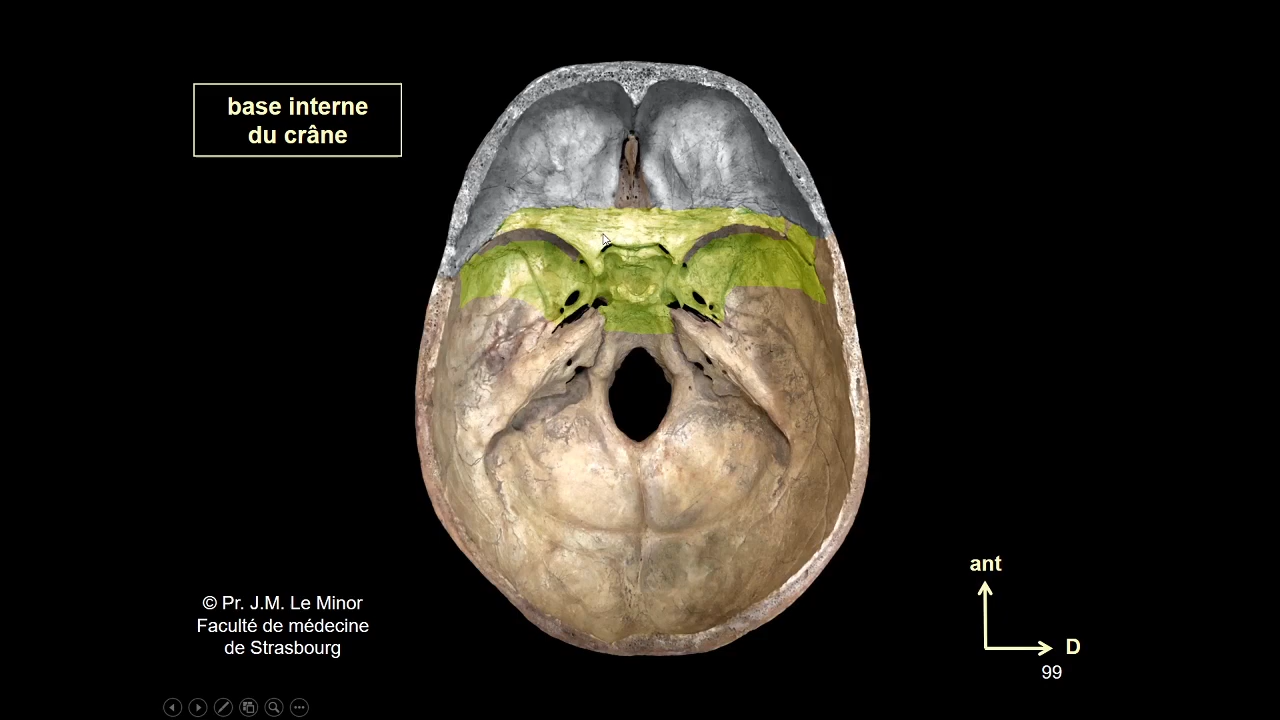 base interne
du crâne
ant
D
99
© Pr. J.M. Le Minor
Faculté de médecine
de Strasbourg